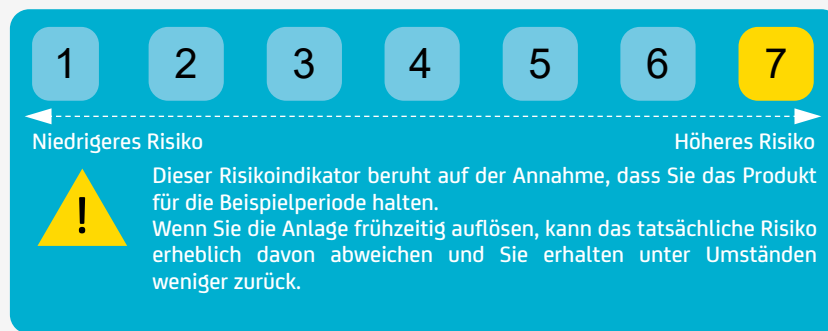 1 2 3 4 5 6 7
Niedrigeres Risiko Höheres Risiko
!
Dieser Risikoindikator beruht auf der Annahme, dass Sie das Produkt
für die Beispielperiode halten.
Wenn Sie die Anlage frühzeitig auflösen, kann das tatsächliche Risiko
erheblich davon abweichen und Sie erhalten unter Umständen
weniger zurück.